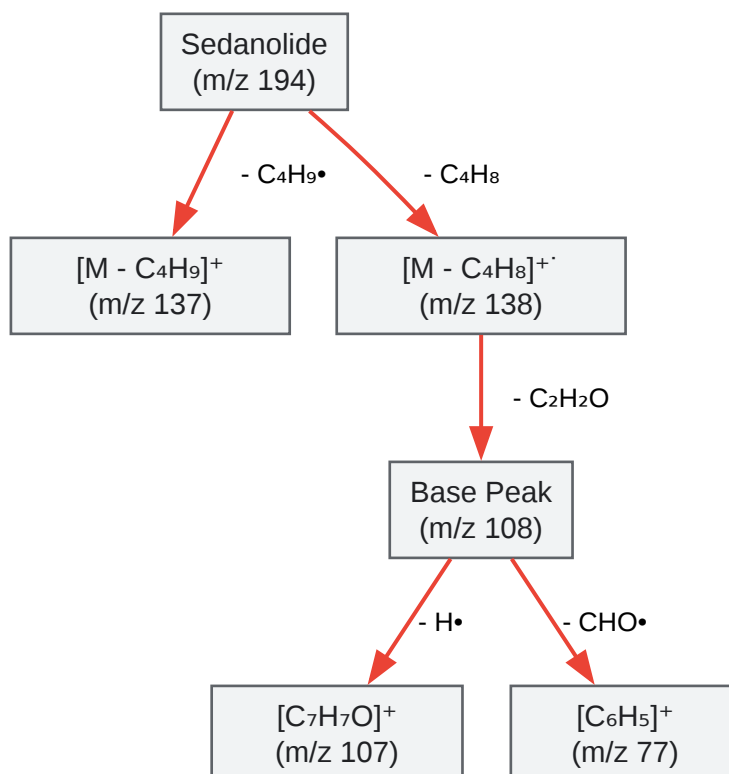 Sedanolide
(m/z 194)
- C₄H₉•
- C₄H₈
[M - C₄H₉]⁺
(m/z 137)
[M - C₄H₈]⁺˙
(m/z 138)
- C₂H₂O
Base Peak
(m/z 108)
- H•
- CHO•
[C₇H₇O]⁺
(m/z 107)
[C₆H₅]⁺
(m/z 77)